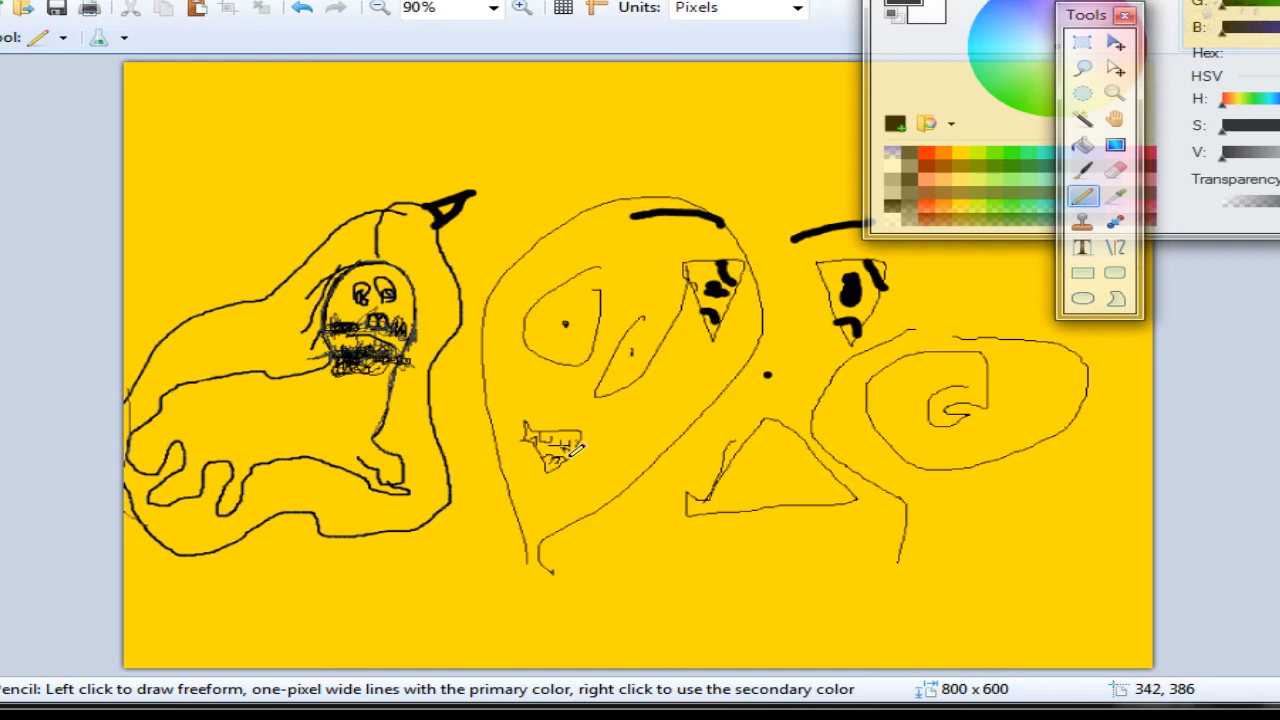 90%
Units:
Pixels
ool:
Tools
G:
B:
Hex:
HSV
H:
S:
V:
Transparency
Pencil: Left click to draw freeform, one-pixel wide lines with the primary color, right click to use the secondary color
800 x 600
342, 386